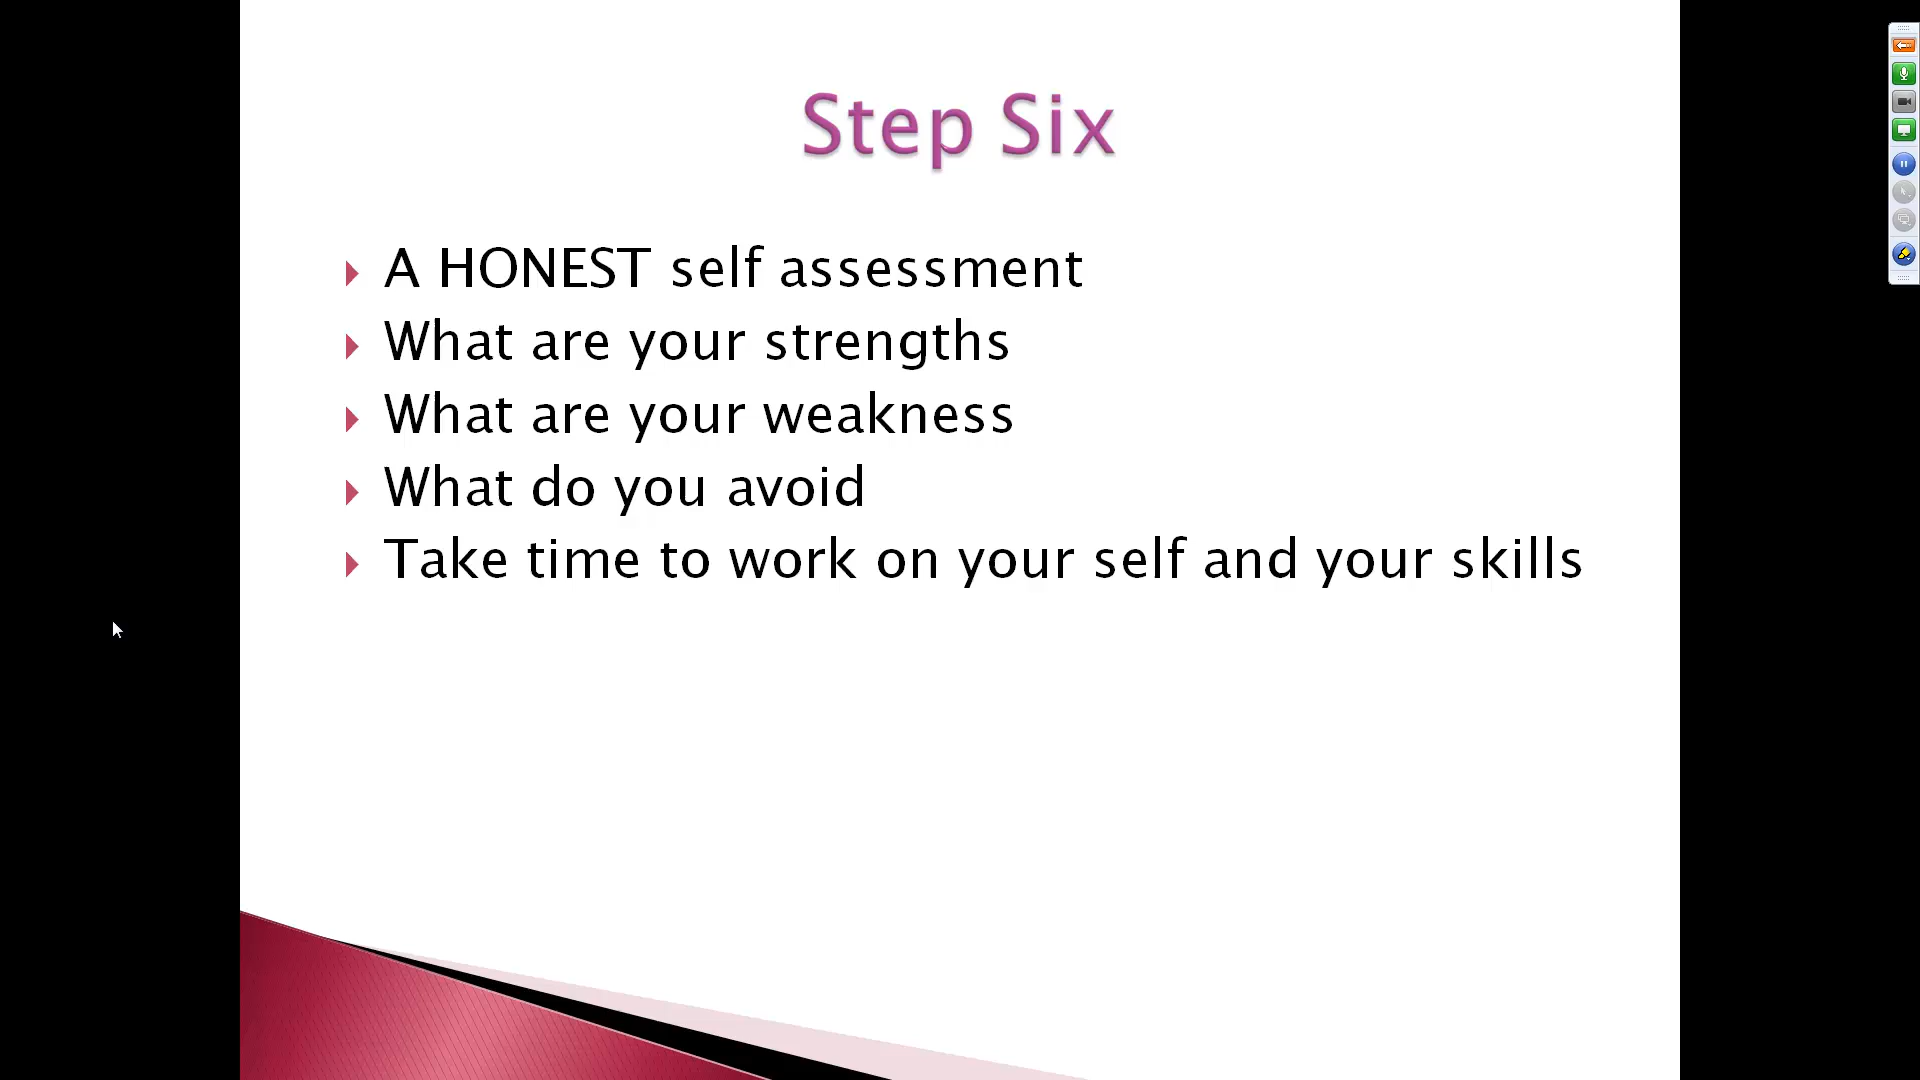 Step Six
A HONEST self assessment
What are your strengths
What are your weakness
What do you avoid
Take time to work on your self and your skills